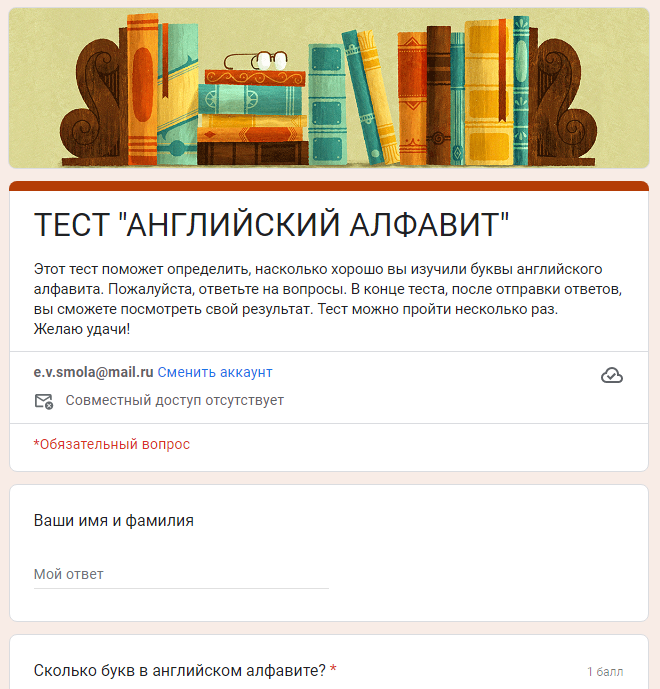 ТЕСТ "АНГЛИЙСКИЙ АЛФАВИТ"
Этот тест поможет определить, насколько хорошо вы изучили буквы английского
алфавита. Пожалуйста, ответьте на вопросы. В конце теста, после отправки ответов,
вы сможете посмотреть свой результат. Тест можно пройти несколько раз.
Желаю удачи!
e.v.smola@mail.ru Сменить аккаунт
Совместный доступ отсутствует
*Обязательный вопрос
Ваши имя и фамилия
Мой ответ
Сколько букв в английском алфавите? * 1 балл